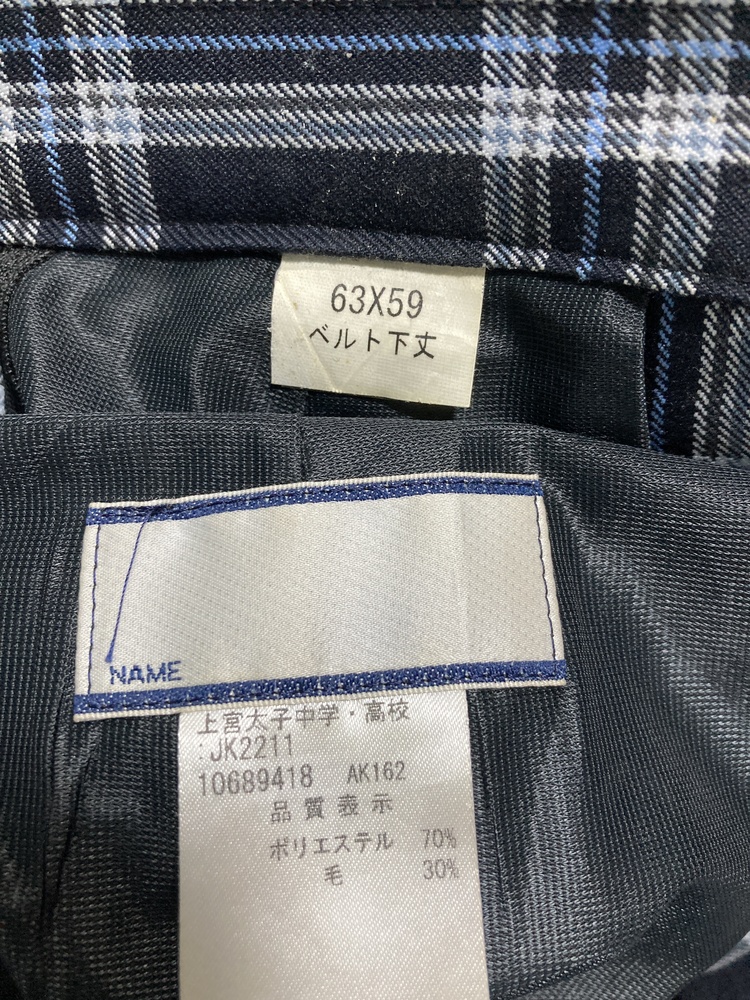 63X59
ベルト下丈
NAME
上宮太子中学・高校
:JK2211
10689418 AK162
品質表示
ポリエステル 70%
毛 30%